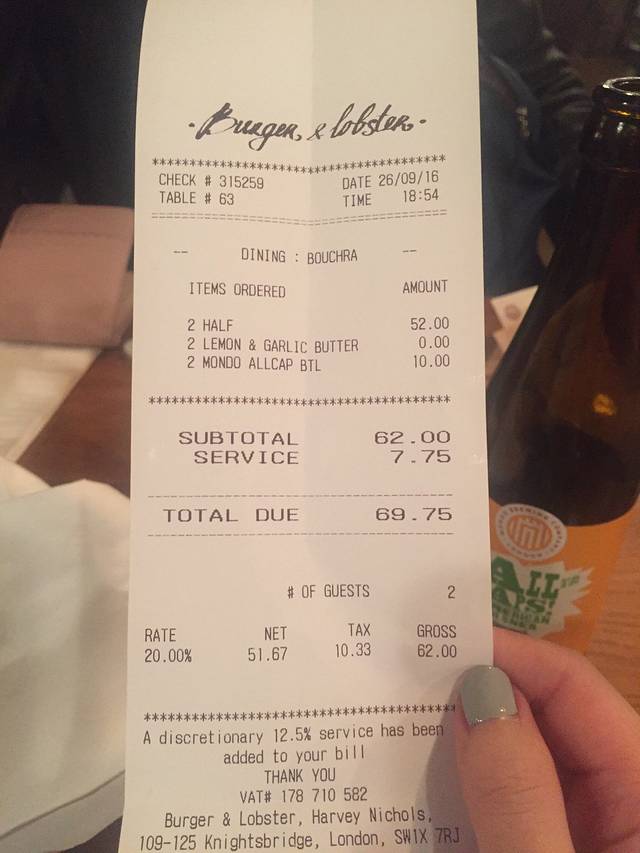 · Burger & lobster ·
****************************************
CHECK # 315259 DATE 26/09/16
TABLE # 63 TIME 18:54
========================================
-- DINING : BOUCHRA --
ITEMS ORDERED AMOUNT
2 HALF 52.00
2 LEMON & GARLIC BUTTER 0.00
2 MONDO ALLCAP BTL 10.00
****************************************
SUBTOTAL 62.00
SERVICE 7.75
----------------------------------------
TOTAL DUE 69.75
----------------------------------------
# OF GUESTS 2
RATE NET TAX GROSS
20.00% 51.67 10.33 62.00
****************************************
A discretionary 12.5% service has been
added to your bill
THANK YOU
VAT# 178 710 582
Burger & Lobster, Harvey Nichols,
109-125 Knightsbridge, London, SW1X 7RJ
ALL